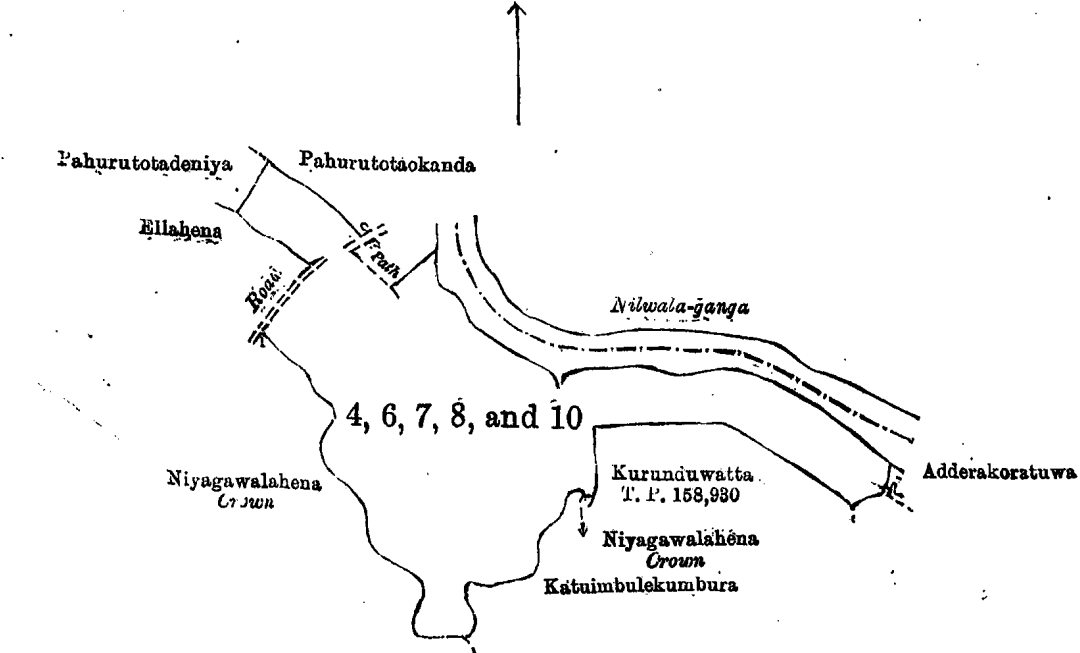 Pahurutotadeniya
Pahurutotaokanda
Ellahena
Path
Road
Nilwala-ganga
4, 6, 7, 8, and 10
Niyagawalahena
Crown
Kurunduwatta
T. P. 158,930
Adderakoratuwa
Niyagawalahena
Crown
Katuimbulekumbura